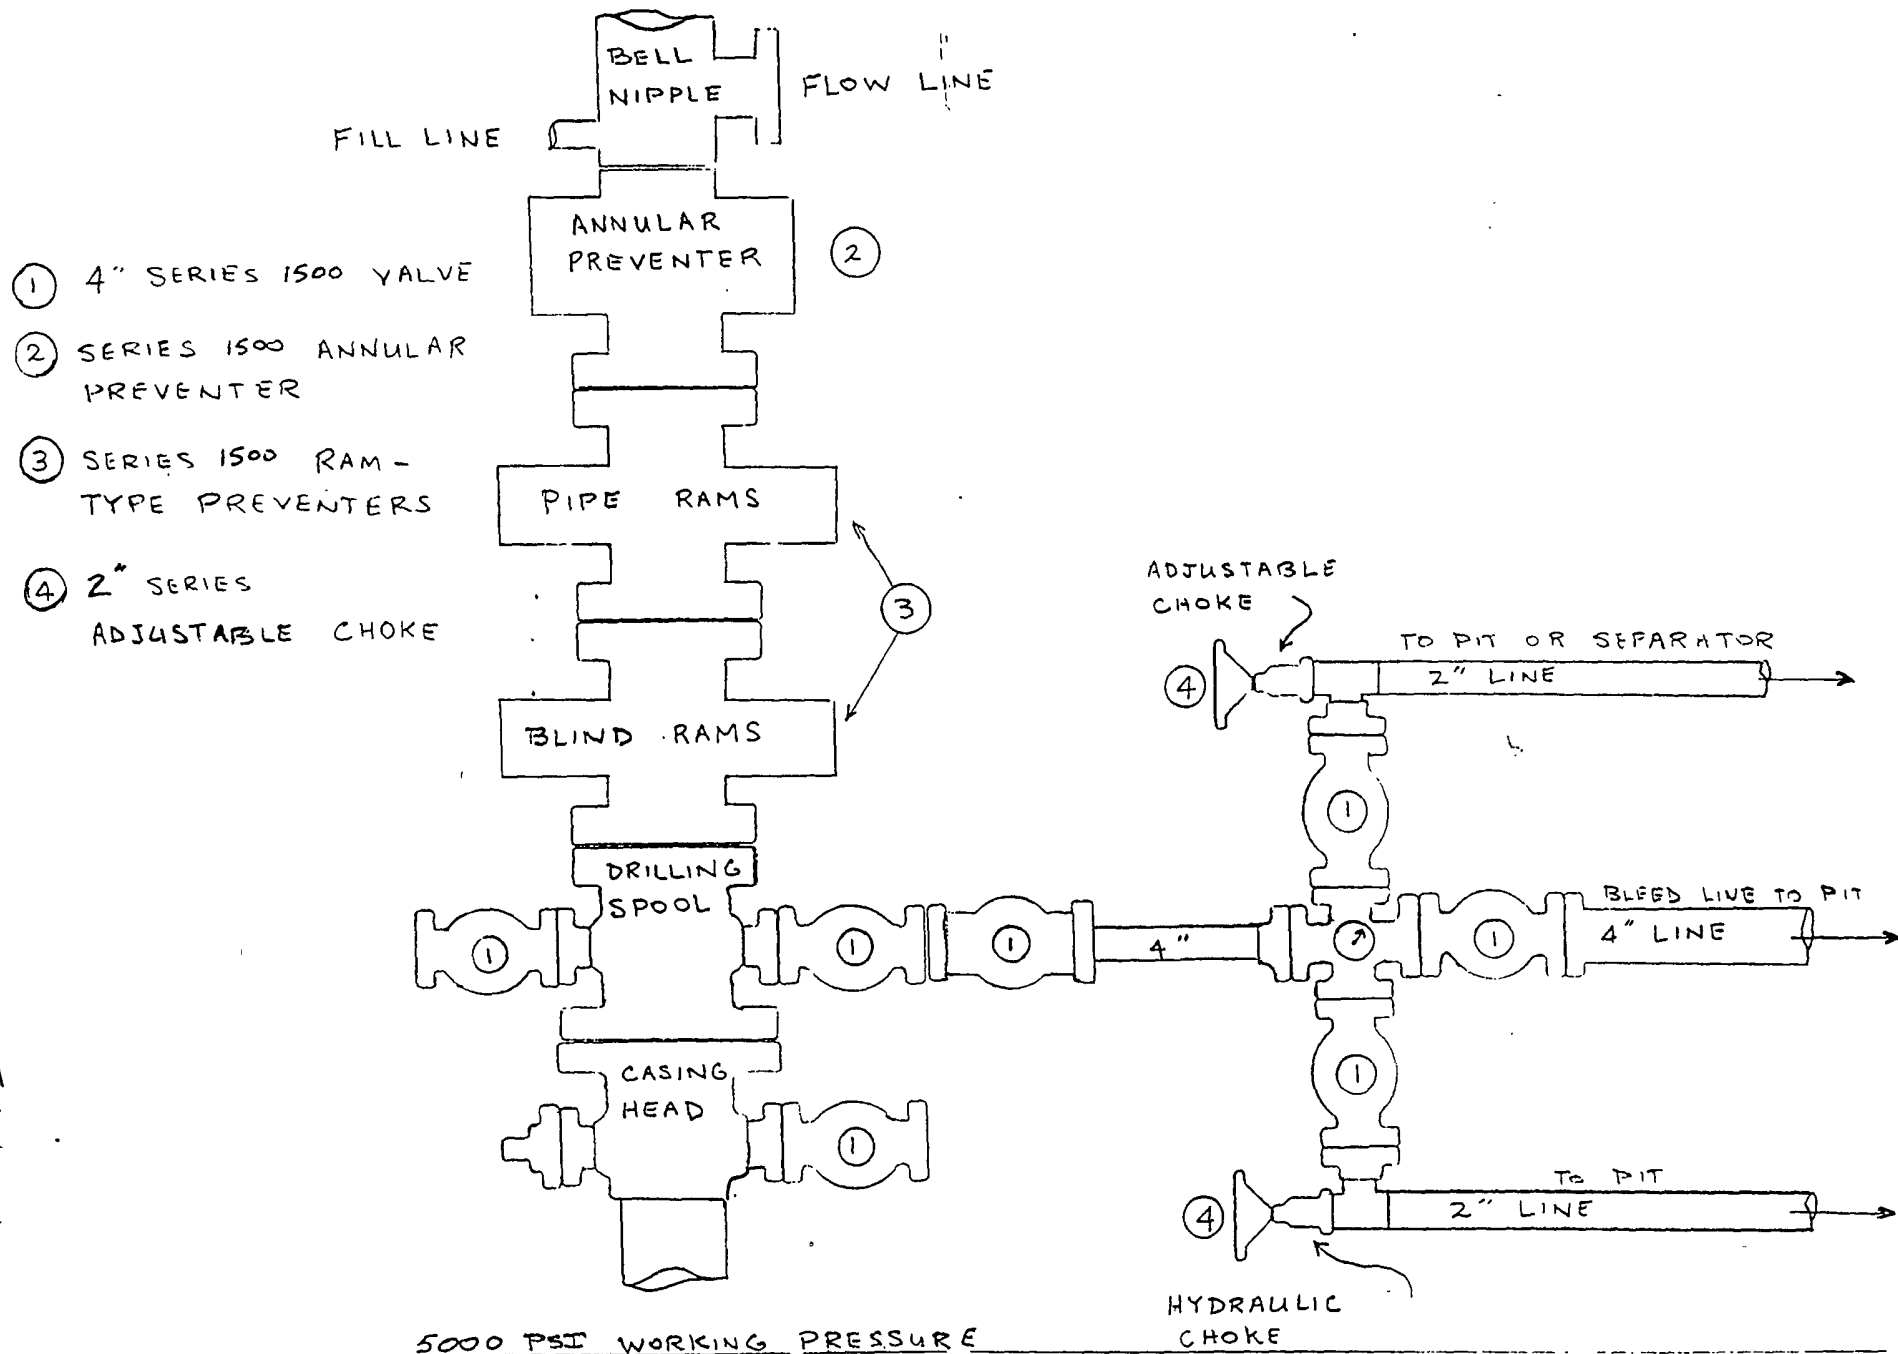 BELL
NIPPLE
FLOW LINE
FILL LINE
ANNULAR
PREVENTER
2
1 4" SERIES 1500 VALVE
2 SERIES 1500 ANNULAR
PREVENTER
3 SERIES 1500 RAM-
TYPE PREVENTERS
4 2" SERIES
ADJUSTABLE CHOKE
PIPE RAMS
3
BLIND RAMS
ADJUSTABLE
CHOKE
4
TO PIT OR SEPARATOR
2" LINE
1
DRILLING
SPOOL
1
1
1
4"
1
BLEED LINE TO PIT
4" LINE
CASING
HEAD
1
1
4
TO PIT
2" LINE
HYDRAULIC
CHOKE
5000 PSI WORKING PRESSURE